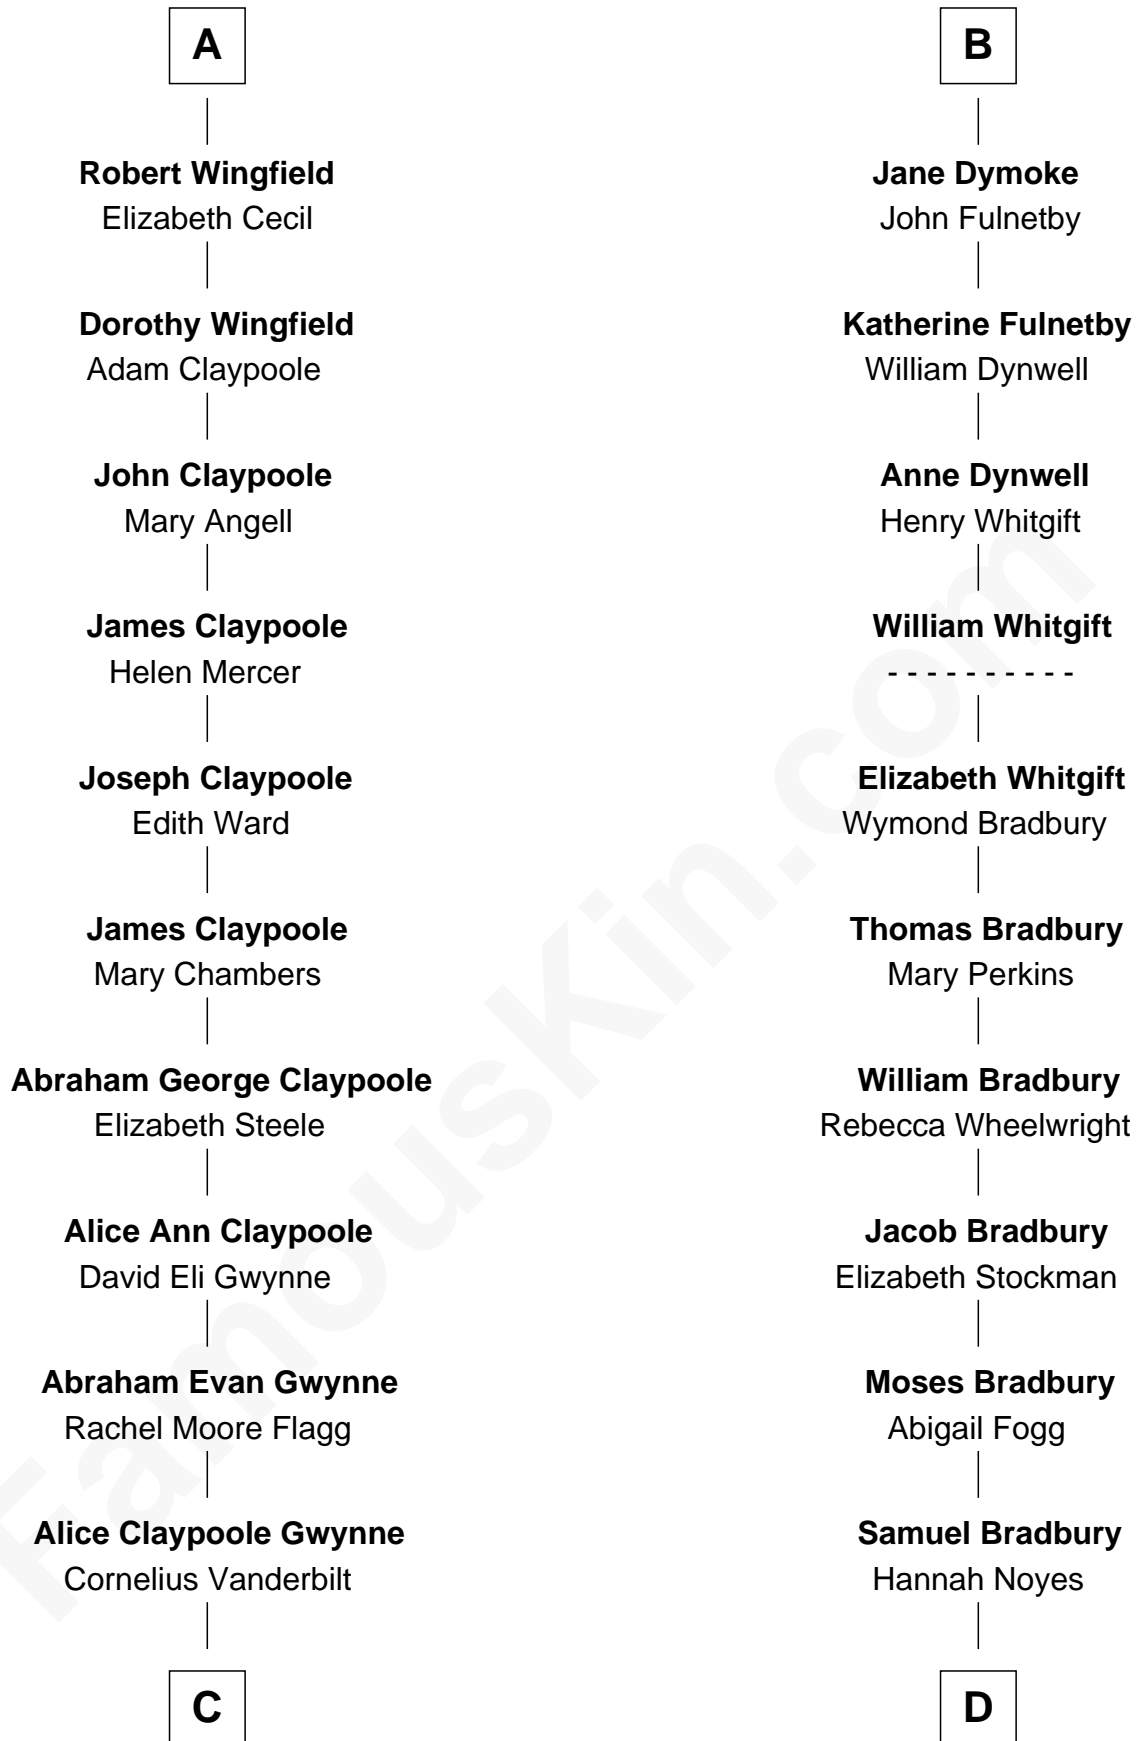 A
Robert Wingfield
Elizabeth Cecil
Dorothy Wingfield
Adam Claypoole
John Claypoole
Mary Angell
James Claypoole
Helen Mercer
Joseph Claypoole
Edith Ward
James Claypoole
Mary Chambers
Abraham George Claypoole
Elizabeth Steele
Alice Ann Claypoole
David Eli Gwynne
Abraham Evan Gwynne
Rachel Moore Flagg
Alice Claypoole Gwynne
Cornelius Vanderbilt
C
B
Jane Dymoke
John Fulnetby
Katherine Fulnetby
William Dynwell
Anne Dynwell
Henry Whitgift
William Whitgift
- - - - - - - - - -
Elizabeth Whitgift
Wymond Bradbury
Thomas Bradbury
Mary Perkins
William Bradbury
Rebecca Wheelwright
Jacob Bradbury
Elizabeth Stockman
Moses Bradbury
Abigail Fogg
Samuel Bradbury
Hannah Noyes
D
FamousKin.com